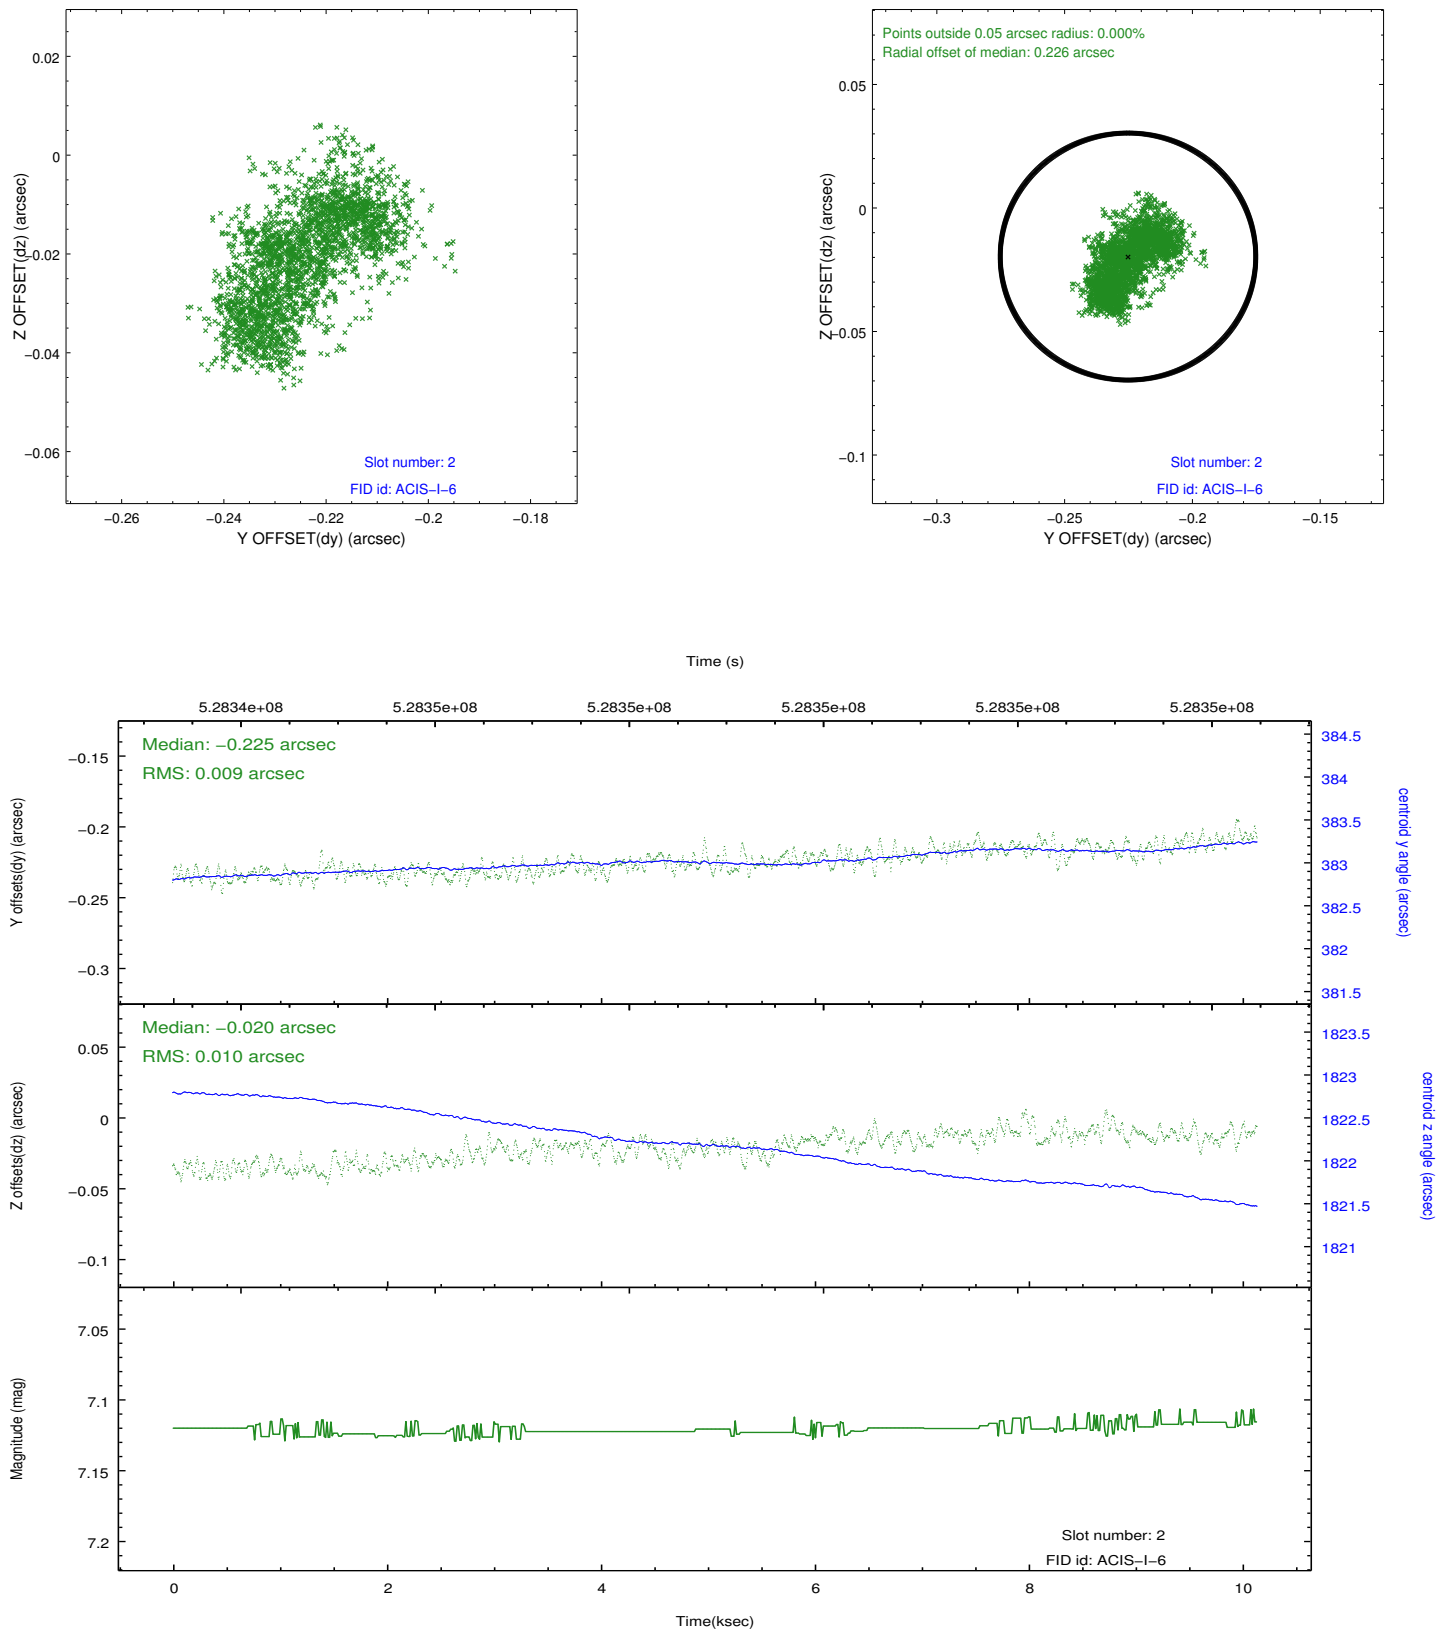 0.02
0
−0.02
−0.04
−0.06
Z OFFSET(dz) (arcsec)
Slot number: 2
FID id: ACIS−I−6
−0.26 −0.24 −0.22 −0.2 −0.18
Y OFFSET(dy) (arcsec)
Points outside 0.05 arcsec radius: 0.000%
Radial offset of median: 0.226 arcsec
0.05
0
−0.05
−0.1
Z OFFSET(dz) (arcsec)
Slot number: 2
FID id: ACIS−I−6
−0.3 −0.25 −0.2 −0.15
Y OFFSET(dy) (arcsec)
Time (s)
5.2834e+08 5.2835e+08 5.2835e+08 5.2835e+08 5.2835e+08 5.2835e+08
Median: −0.225 arcsec
RMS: 0.009 arcsec
−0.15
−0.2
−0.25
−0.3
Y offsets(dy) (arcsec)
384.5
384
383.5
383
382.5
382
381.5
centroid y angle (arcsec)
Median: −0.020 arcsec
RMS: 0.010 arcsec
0.05
0
−0.05
−0.1
Z offsets(dz) (arcsec)
1823.5
1823
1822.5
1822
1821.5
1821
centroid z angle (arcsec)
7.05
7.1
7.15
7.2
Magnitude (mag)
Slot number: 2
FID id: ACIS−I−6
0 2 4 6 8 10
Time(ksec)